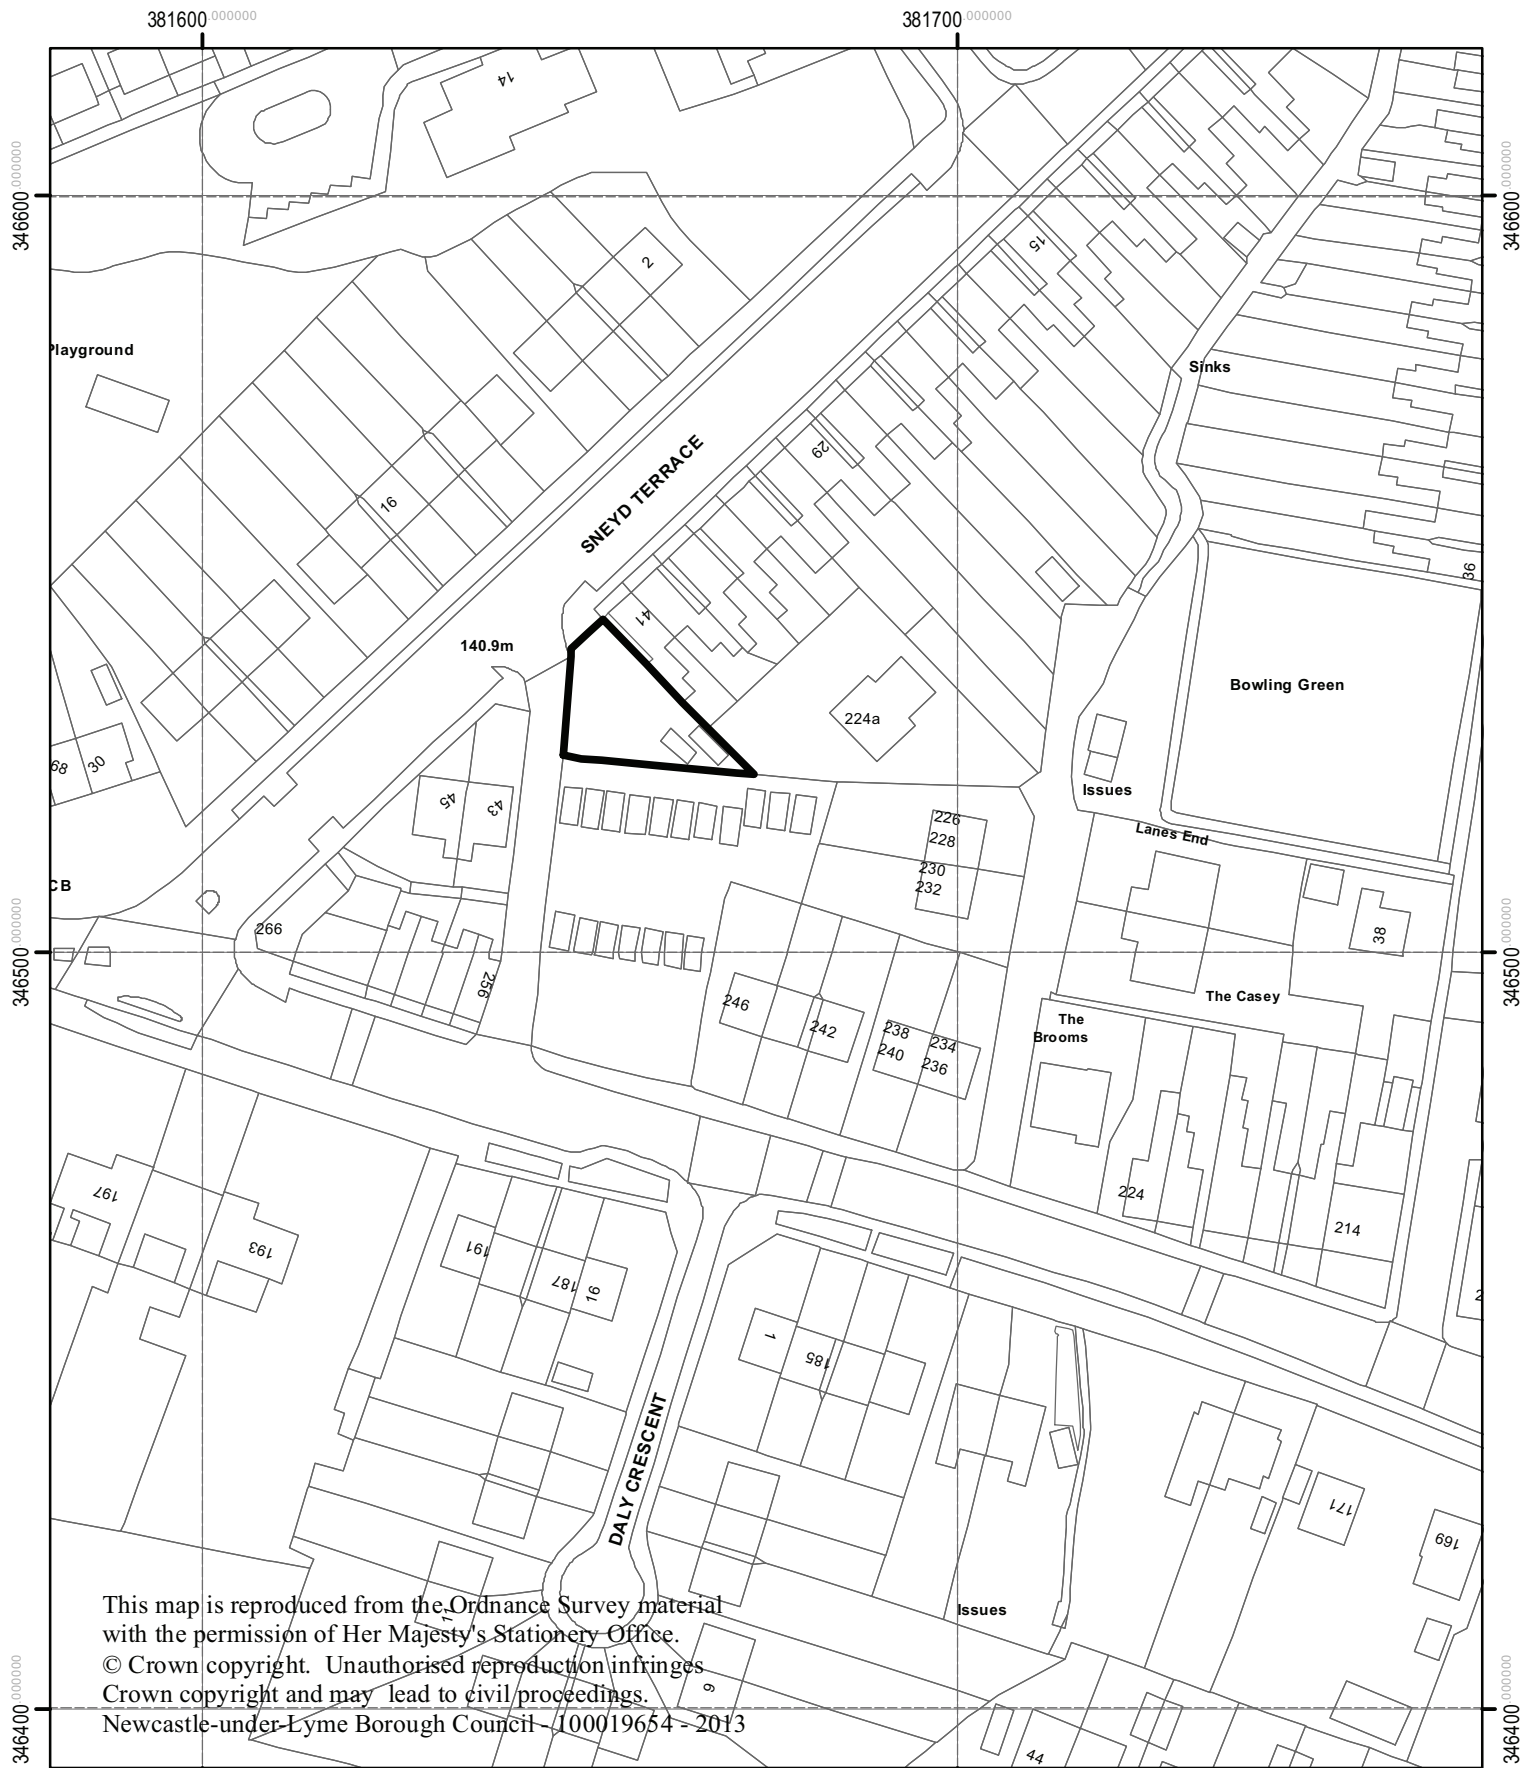 381600.000000
381700.000000
346600.000000
346600.000000
14
2
15
Playground
Sinks
29
16
SNEYD TERRACE
36
41
140.9m
Bowling Green
224a
68
30
Issues
45
43
226
228
Lanes End
230
232
CB
266
38
346500.000000
346500.000000
256
The Casey
246
The
Brooms
242
238
234
240
236
197
224
193
214
191
187
16
2
1
185
DALY CRESCENT
171
169
11
Issues
9
44
This map is reproduced from the Ordnance Survey material
with the permission of Her Majesty's Stationery Office.
© Crown copyright. Unauthorised reproduction infringes
Crown copyright and may lead to civil proceedings.
Newcastle-under-Lyme Borough Council - 100019654 - 2013
346400.000000
346400.000000